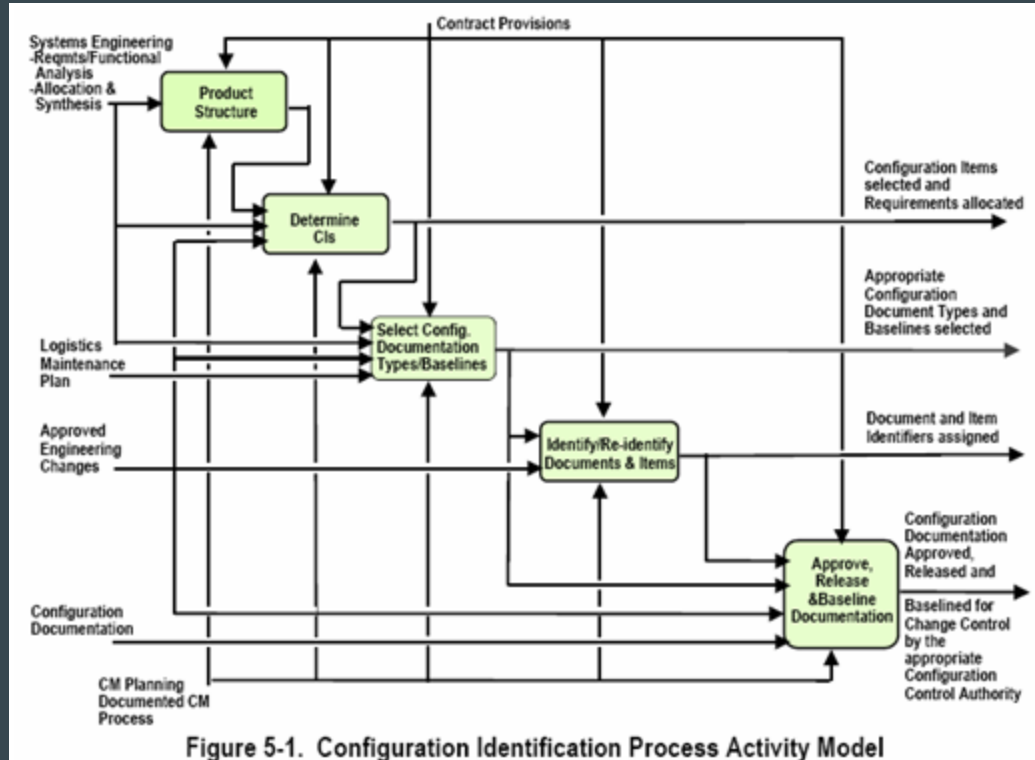 Contract Provisions
Systems Engineering
-Reqmts/Functional
Analysis
-Allocation &
Synthesis
Product
Structure
Configuration Items
selected and
Requirements allocated
Determine
CIs
Appropriate
Configuration
Document Types and
Baselines selected
Select Config.
Documentation
Types/Baselines
Logistics
Maintenance
Plan
Document and Item
Identifiers assigned
Approved
Engineering
Changes
Identify/Re-identify
Documents & Items
Configuration
Documentation
Approved,
Released and
Baselined for
Change Control
by the
appropriate
Configuration
Control Authority
Approve,
Release
&Baseline
Documentation
Configuration
Documentation
CM Planning
Documented CM
Process
Figure 5-1. Configuration Identification Process Activity Model